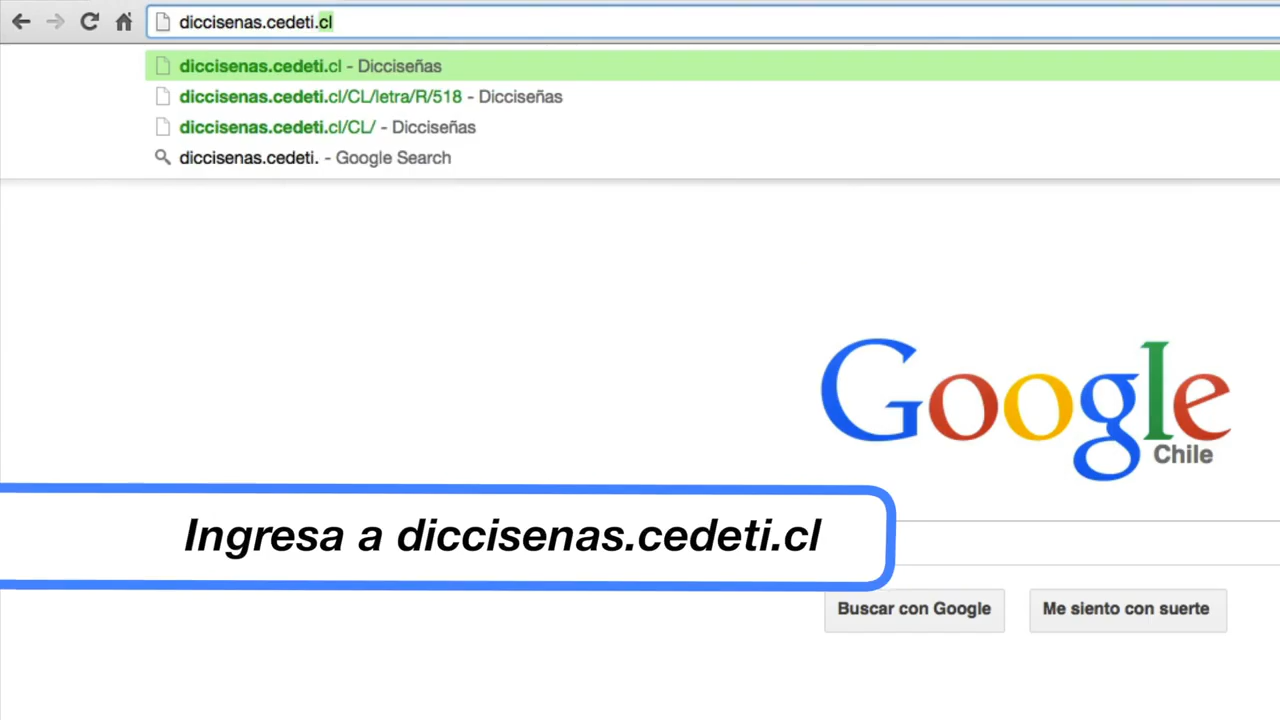 diccisenas.cedeti.cl
diccisenas.cedeti.cl - Dicciseñas
diccisenas.cedeti.cl/CL/letra/R/518 - Dicciseñas
diccisenas.cedeti.cl/CL/ - Dicciseñas
diccisenas.cedeti. - Google Search
Google
Chile
Ingresa a diccisenas.cedeti.cl
Buscar con Google
Me siento con suerte